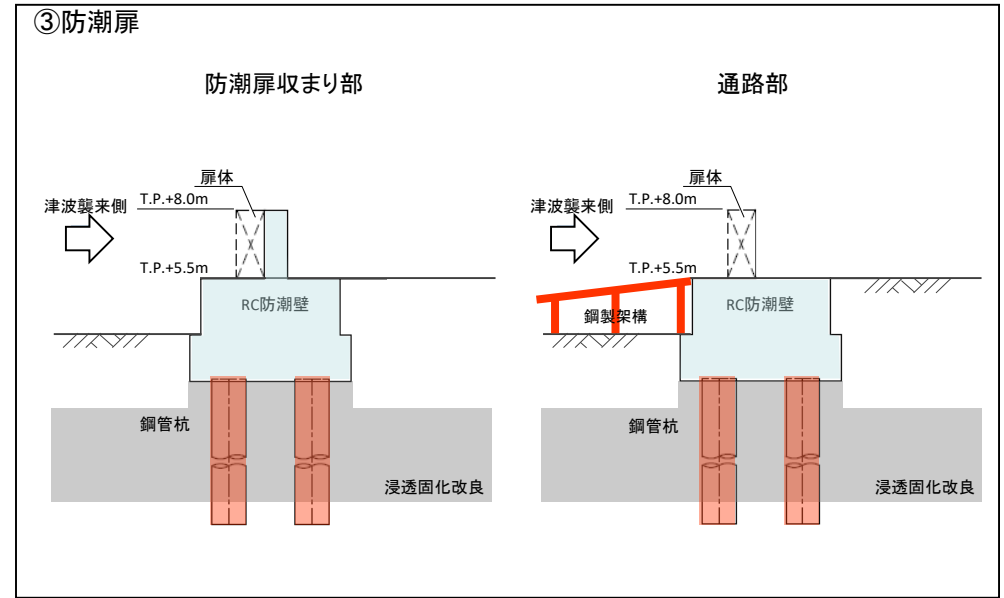 ③防潮扉
防潮扉収まり部
扉体
T.P.+8.0m
津波襲来側
T.P.+5.5m
RC防潮壁
鋼管杭
浸透固化改良
通路部
扉体
T.P.+8.0m
津波襲来側
T.P.+5.5m
RC防潮壁
鋼製架構
鋼管杭
浸透固化改良